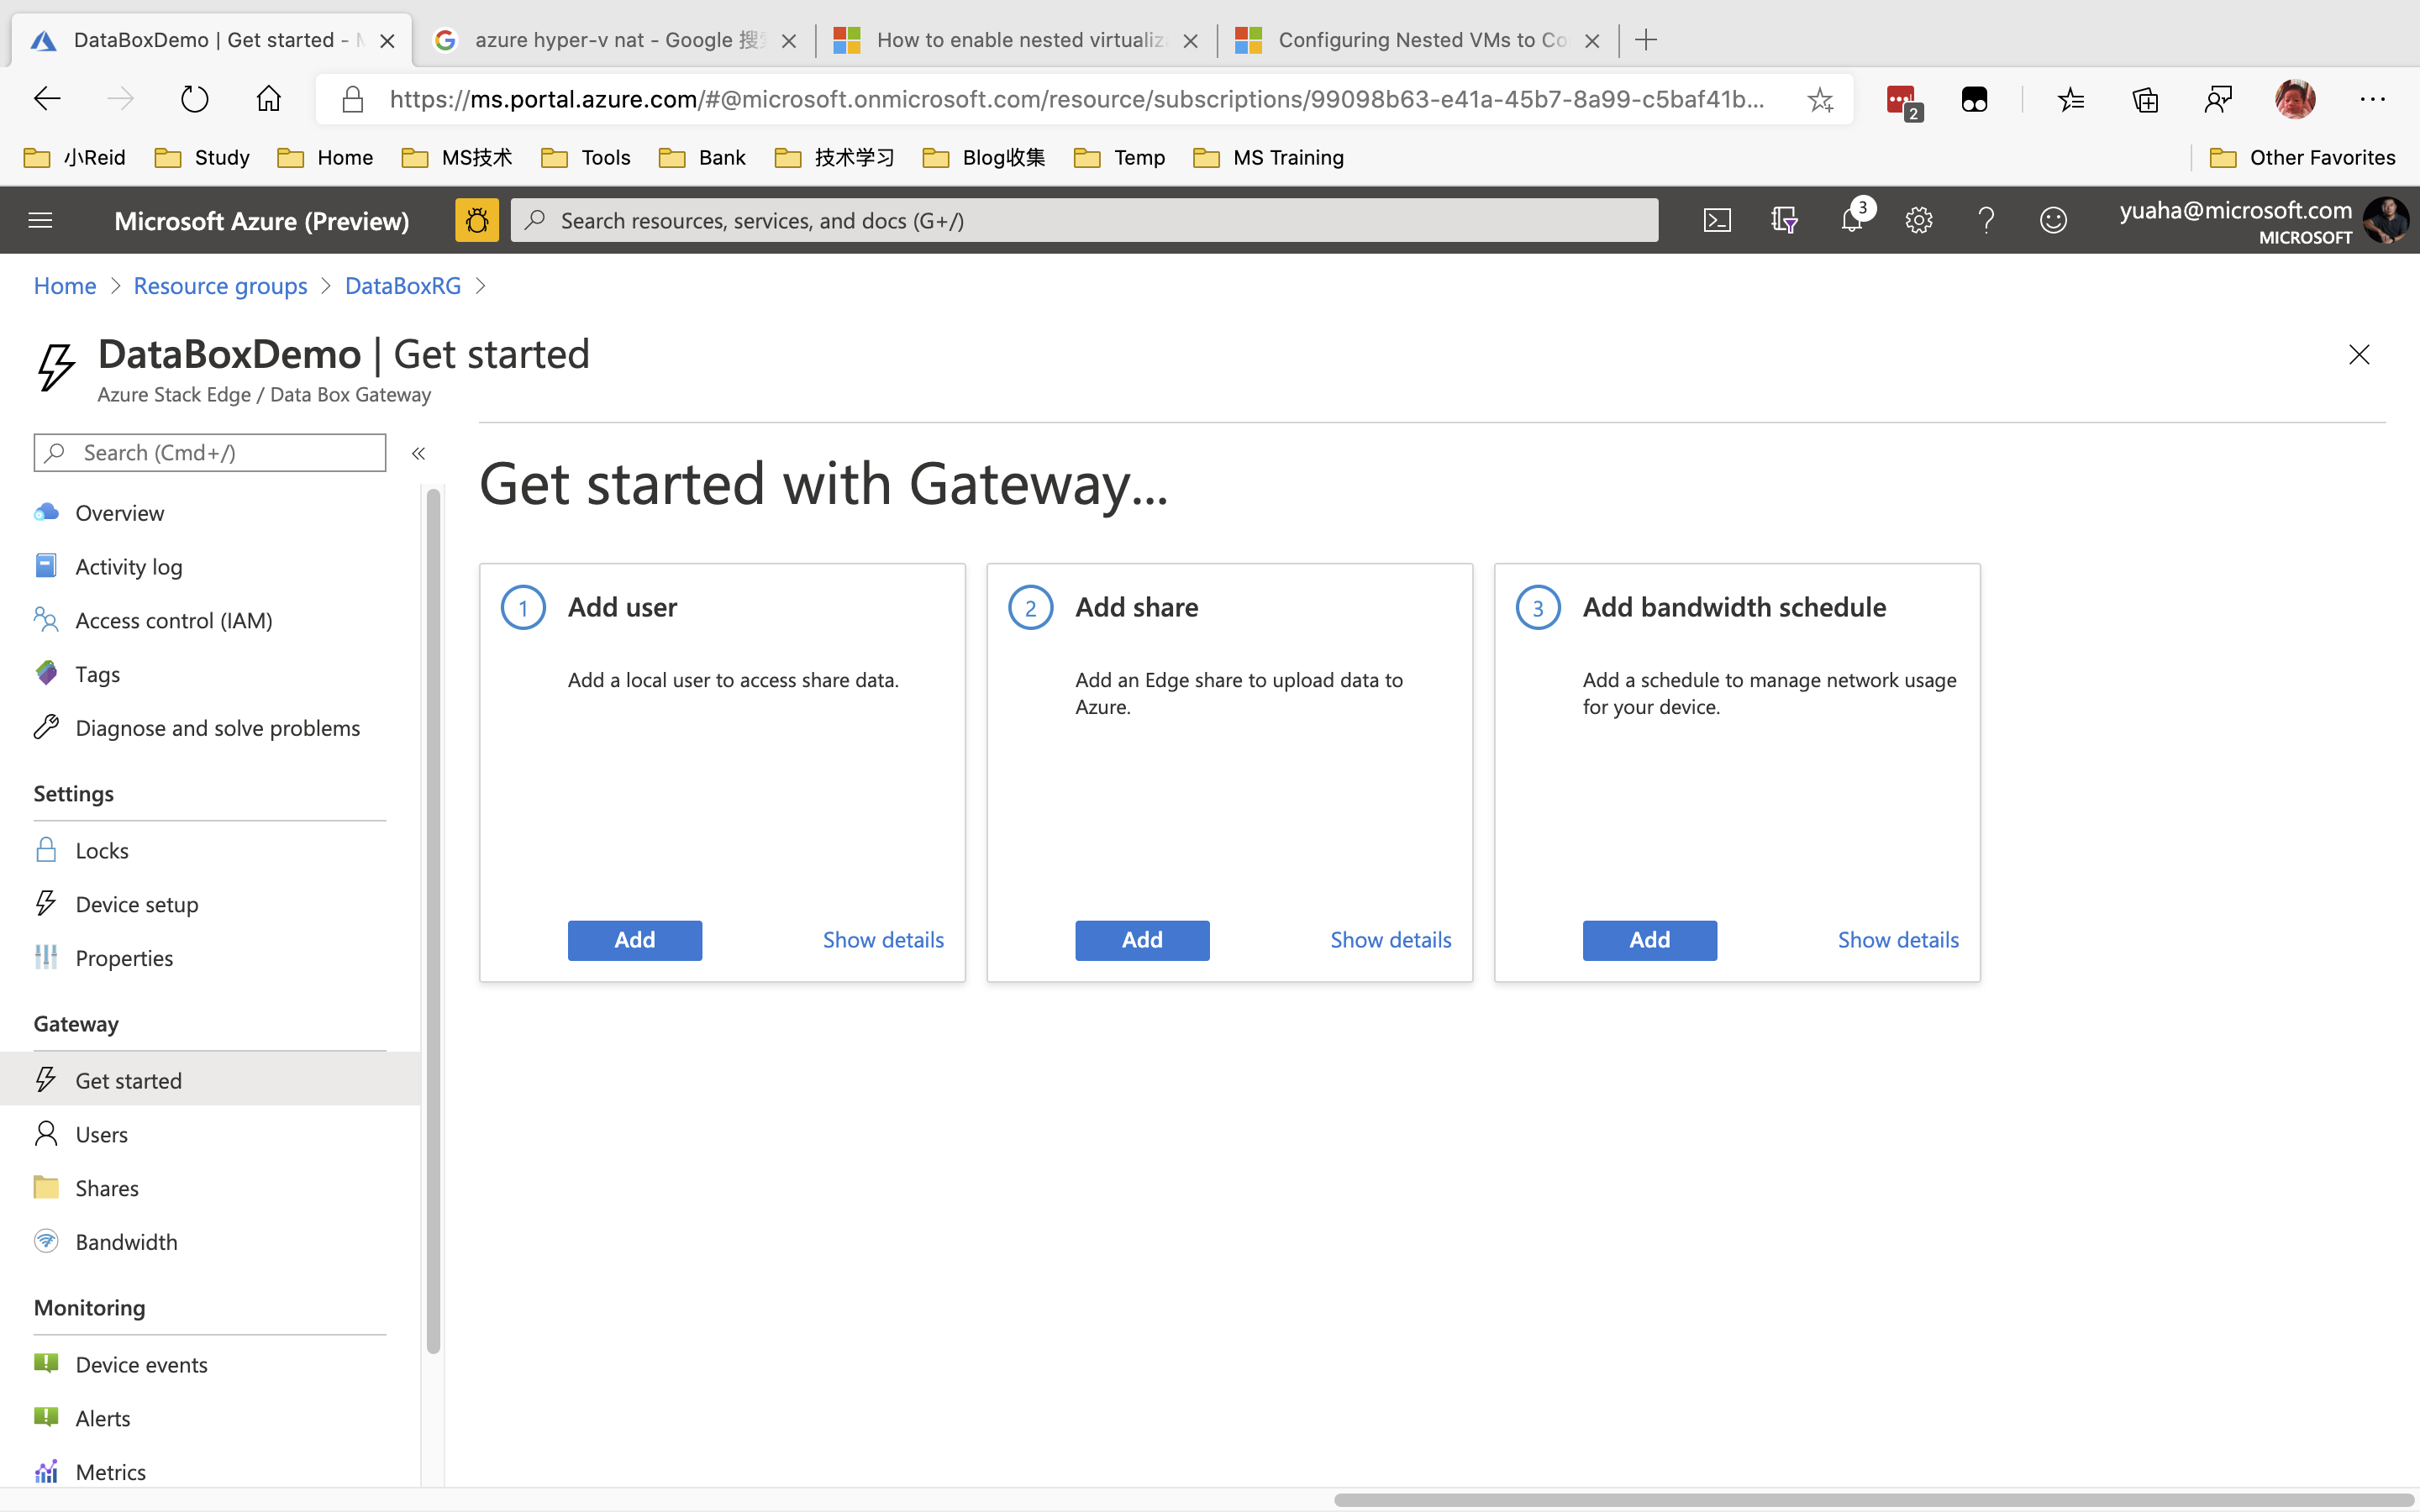 DataBoxDemo | Get started -
azure hyper-v nat - Google 搜
How to enable nested virtualiz
Configuring Nested VMs to Co
https://ms.portal.azure.com/#@microsoft.onmicrosoft.com/resource/subscriptions/99098b63-e41a-45b7-8a99-c5baf41b...
2
小Reid
Study
Home
MS技术
Tools
Bank
技术学习
Blog收集
Temp
MS Training
Other Favorites
Microsoft Azure (Preview)
Search resources, services, and docs (G+/)
3
yuaha@microsoft.com
MICROSOFT
Home > Resource groups > DataBoxRG >
DataBoxDemo | Get started
Azure Stack Edge / Data Box Gateway
Search (Cmd+/)
«
Overview
Activity log
Access control (IAM)
Tags
Diagnose and solve problems
Settings
Locks
Device setup
Properties
Gateway
Get started
Users
Shares
Bandwidth
Monitoring
Device events
Alerts
Metrics
Get started with Gateway...
1 Add user
Add a local user to access share data.
Add
Show details
2 Add share
Add an Edge share to upload data to
Azure.
Add
Show details
3 Add bandwidth schedule
Add a schedule to manage network usage
for your device.
Add
Show details